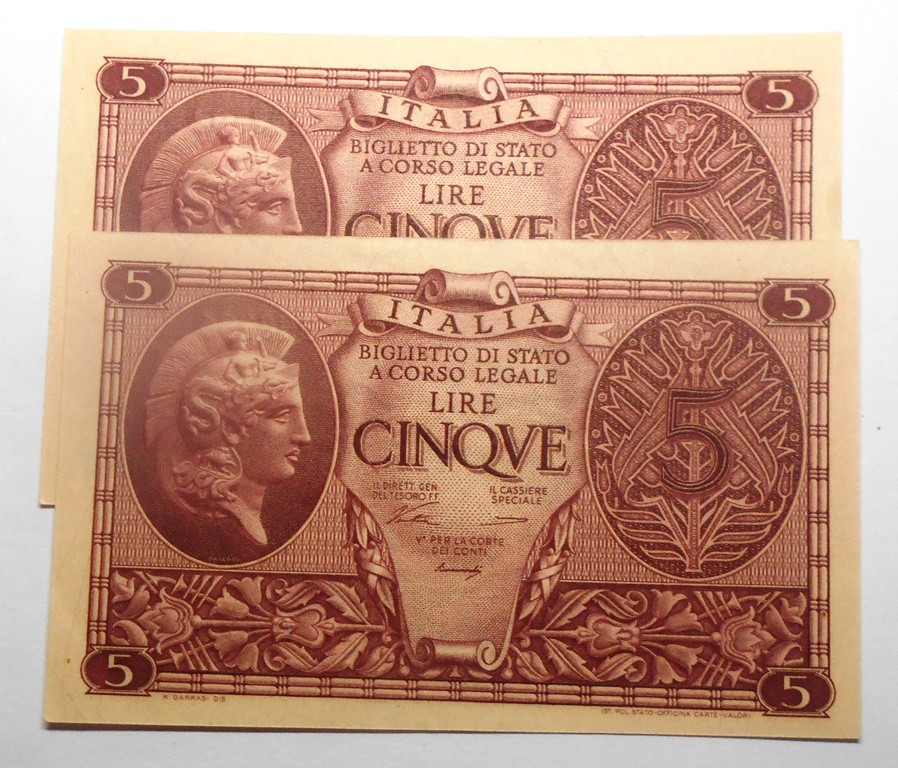 5 5
ITALIA
BIGLIETTO DI STATO
A CORSO LEGALE
LIRE
CINQVE
5
5 5
ITALIA
BIGLIETTO DI STATO
A CORSO LEGALE
LIRE
CINQVE
5
IL DIRETT. GEN.
DEL TESORO F.F.
IL CASSIERE
SPECIALE
Vº PER LA CORTE
DEI CONTI
5 5
R. GARRASI DIS.
IST. POL. STATO-OFFICINA CARTE-VALORI